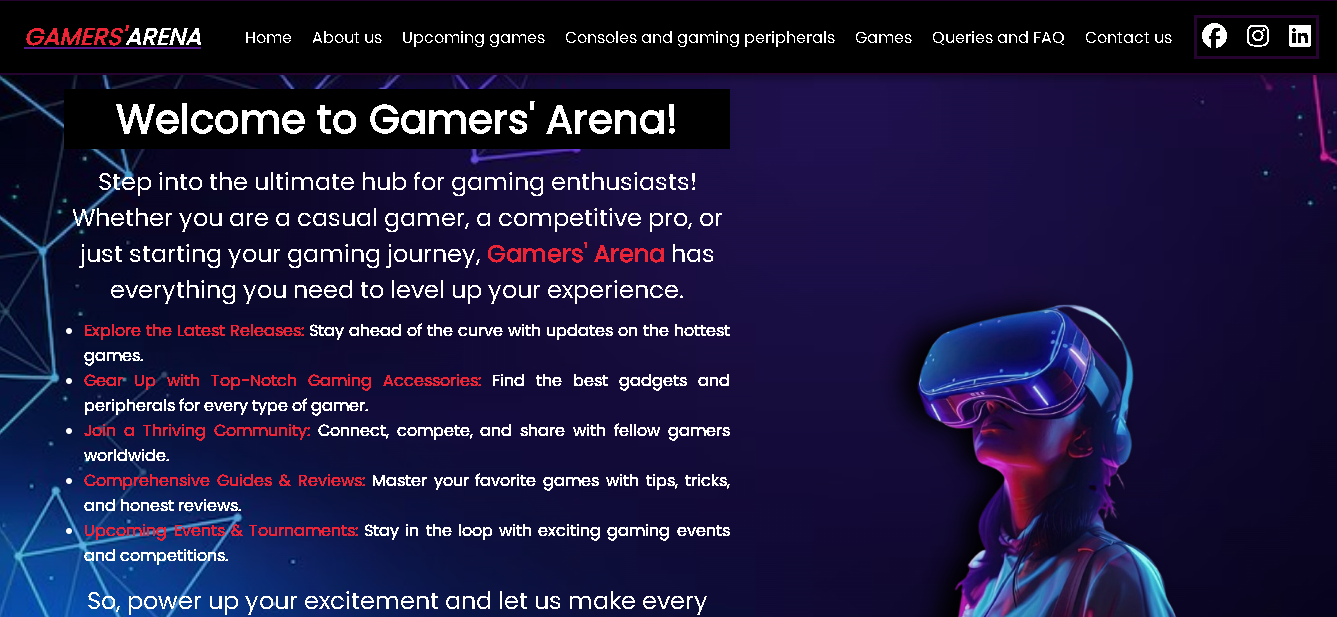 GAMERS'ARENA Home About us Upcoming games Consoles and gaming peripherals Games Queries and FAQ Contact us
Welcome to Gamers' Arena!
Step into the ultimate hub for gaming enthusiasts!
Whether you are a casual gamer, a competitive pro, or
just starting your gaming journey, Gamers' Arena has
everything you need to level up your experience.
• Explore the Latest Releases: Stay ahead of the curve with updates on the hottest
games.
• Gear Up with Top-Notch Gaming Accessories: Find the best gadgets and
peripherals for every type of gamer.
• Join a Thriving Community: Connect, compete, and share with fellow gamers
worldwide.
• Comprehensive Guides & Reviews: Master your favorite games with tips, tricks,
and honest reviews.
• Upcoming Events & Tournaments: Stay in the loop with exciting gaming events
and competitions.
So, power up your excitement and let us make every